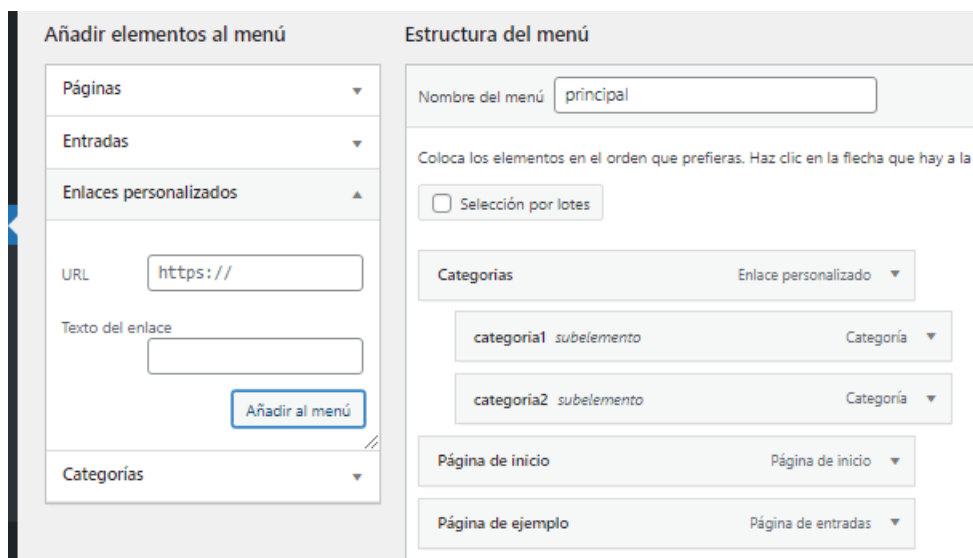 Añadir elementos al menú
Páginas
Entradas
Enlaces personalizados
URL https://
Texto del enlace
Añadir al menú
Categorías
Estructura del menú
Nombre del menú principal
Coloca los elementos en el orden que prefieras. Haz clic en la flecha que hay a la
Selección por lotes
Categorias Enlace personalizado
categoria1 subelemento Categoría
categoria2 subelemento Categoría
Página de inicio Página de inicio
Página de ejemplo Página de entradas